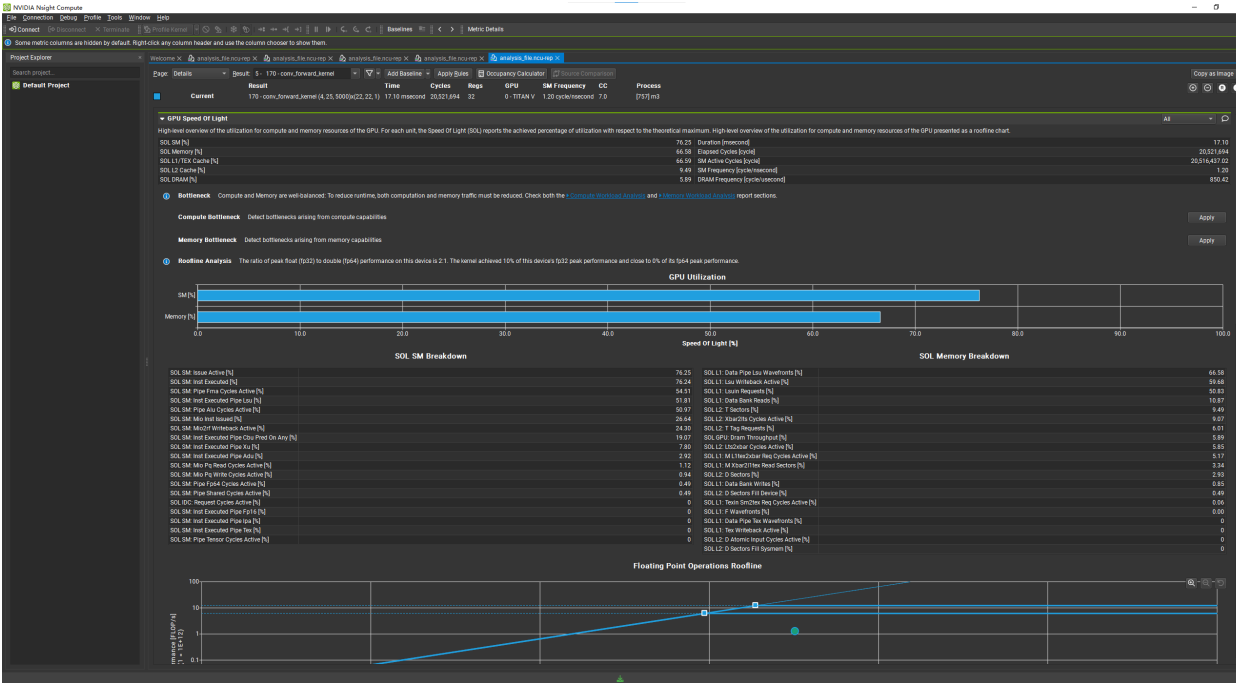 NVIDIA Nsight Compute
File Connection Debug Profile Tools Window Help
Connect Disconnect Terminate Profile Kernel Baselines Metric Details
Some metric columns are hidden by default. Right-click any column header and use the column chooser to show them.
Project Explorer
Search project...
Default Project
Welcome analysis_file.ncu-rep analysis_file.ncu-rep analysis_file.ncu-rep analysis_file.ncu-rep analysis_file.ncu-rep
Page: Details Result: 5 - 170 - conv_forward_kernel Add Baseline Apply Rules Occupancy Calculator Source Comparison Copy as Image
Result Time Cycles Regs GPU SM Frequency CC Process
Current 170 - conv_forward_kernel (4, 25, 5000)x(22, 22, 1) 17.10 msecond 20,521,694 32 0 - TITAN V 1.20 cycle/nsecond 7.0 [757] m3
GPU Speed Of Light All
High-level overview of the utilization for compute and memory resources of the GPU. For each unit, the Speed Of Light (SOL) reports the achieved percentage of utilization with respect to the theoretical maximum. High-level overview of the utilization for compute and memory resources of the GPU presented as a roofline chart.
SOL SM [%] 76.25 Duration [msecond] 17.10
SOL Memory [%] 66.58 Elapsed Cycles [cycle] 20,521,694
SOL L1/TEX Cache [%] 66.59 SM Active Cycles [cycle] 20,516,437.02
SOL L2 Cache [%] 9.49 SM Frequency [cycle/nsecond] 1.20
SOL DRAM [%] 5.89 DRAM Frequency [cycle/usecond] 850.42
Bottleneck Compute and Memory are well-balanced: To reduce runtime, both computation and memory traffic must be reduced. Check both the Compute Workload Analysis and Memory Workload Analysis report sections.
Compute Bottleneck Detect bottlenecks arising from compute capabilities Apply
Memory Bottleneck Detect bottlenecks arising from memory capabilities Apply
Roofline Analysis The ratio of peak float (fp32) to double (fp64) performance on this device is 2:1. The kernel achieved 10% of this device's fp32 peak performance and close to 0% of its fp64 peak performance.
GPU Utilization
SM [%]
Memory [%]
0.0 10.0 20.0 30.0 40.0 50.0 60.0 70.0 80.0 90.0 100.0
Speed Of Light [%]
SOL SM Breakdown SOL Memory Breakdown
SOL SM: Issue Active [%] 76.25 SOL L1: Data Pipe Lsu Wavefronts [%] 66.58
SOL SM: Inst Executed [%] 76.24 SOL L1: Lsu Writeback Active [%] 59.68
SOL SM: Pipe Fma Cycles Active [%] 54.51 SOL L1: Lsuin Requests [%] 50.83
SOL SM: Inst Executed Pipe Lsu [%] 51.81 SOL L1: Data Bank Reads [%] 10.87
SOL SM: Pipe Alu Cycles Active [%] 50.97 SOL L2: T Sectors [%] 9.49
SOL SM: Mio Inst Issued [%] 26.64 SOL L2: Xbar2lts Cycles Active [%] 9.07
SOL SM: Mio2rf Writeback Active [%] 24.30 SOL L2: T Tag Requests [%] 6.01
SOL SM: Inst Executed Pipe Cbu Pred On Any [%] 19.07 SOL GPU: Dram Throughput [%] 5.89
SOL SM: Inst Executed Pipe Xu [%] 7.80 SOL L2: Lts2xbar Cycles Active [%] 5.85
SOL SM: Inst Executed Pipe Adu [%] 2.92 SOL L1: M L1tex2xbar Req Cycles Active [%] 5.17
SOL SM: Mio Pq Read Cycles Active [%] 1.12 SOL L1: M Xbar2l1tex Read Sectors [%] 3.34
SOL SM: Mio Pq Write Cycles Active [%] 0.94 SOL L2: D Sectors [%] 2.93
SOL SM: Pipe Fp64 Cycles Active [%] 0.49 SOL L1: Data Bank Writes [%] 0.85
SOL SM: Pipe Shared Cycles Active [%] 0.49 SOL L2: D Sectors Fill Device [%] 0.49
SOL IDC: Request Cycles Active [%] 0 SOL L1: Texin Sm2tex Req Cycles Active [%] 0.06
SOL SM: Inst Executed Pipe Fp16 [%] 0 SOL L1: F Wavefronts [%] 0.00
SOL SM: Inst Executed Pipe Ipa [%] 0 SOL L1: Data Pipe Tex Wavefronts [%] 0
SOL SM: Inst Executed Pipe Tex [%] 0 SOL L1: Tex Writeback Active [%] 0
SOL SM: Pipe Tensor Cycles Active [%] 0 SOL L2: D Atomic Input Cycles Active [%] 0
SOL L2: D Sectors Fill Sysmem [%] 0
Floating Point Operations Roofline
100
10
1
0.1
rmance [FLOP/s]
(1 = 1E+12)